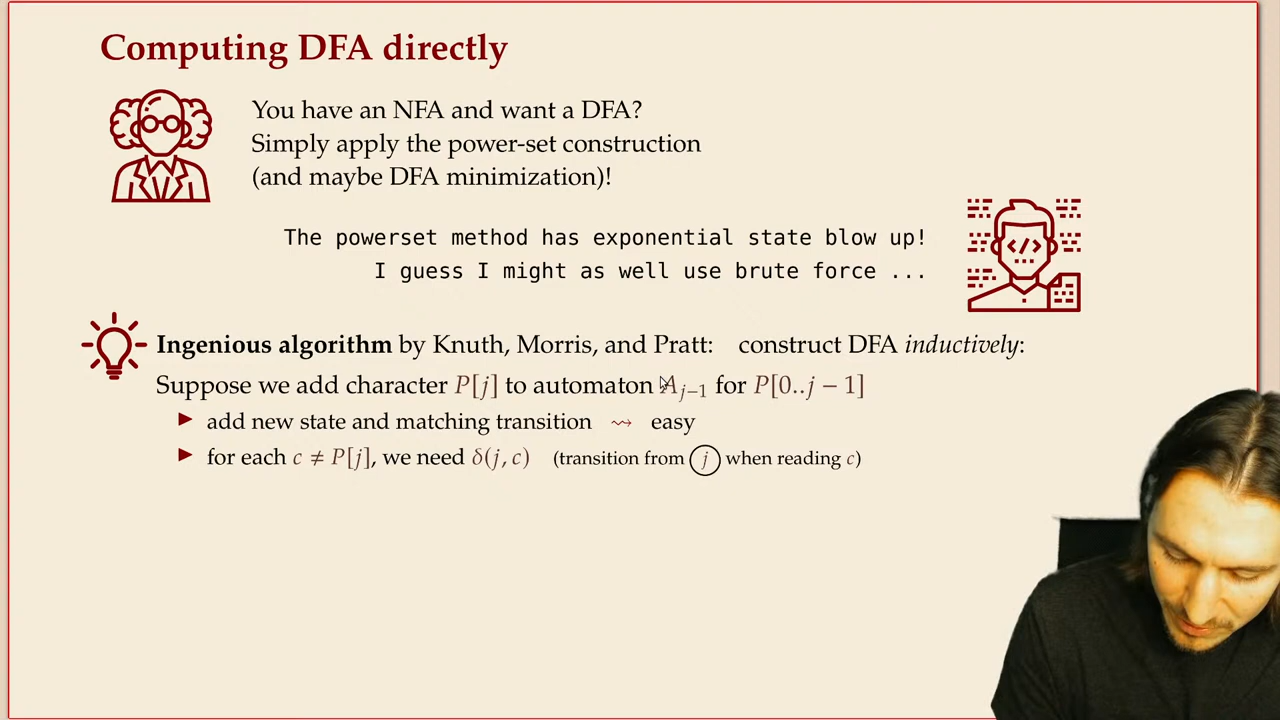 Computing DFA directly
You have an NFA and want a DFA?
Simply apply the power-set construction
(and maybe DFA minimization)!
The powerset method has exponential state blow up!
I guess I might as well use brute force ...
</>
Ingenious algorithm by Knuth, Morris, and Pratt: construct DFA inductively:
Suppose we add character P[j] to automaton A_{j−1} for P[0..j − 1]
▶ add new state and matching transition ⇝ easy
▶ for each c ≠ P[j], we need δ(j, c) (transition from j when reading c)